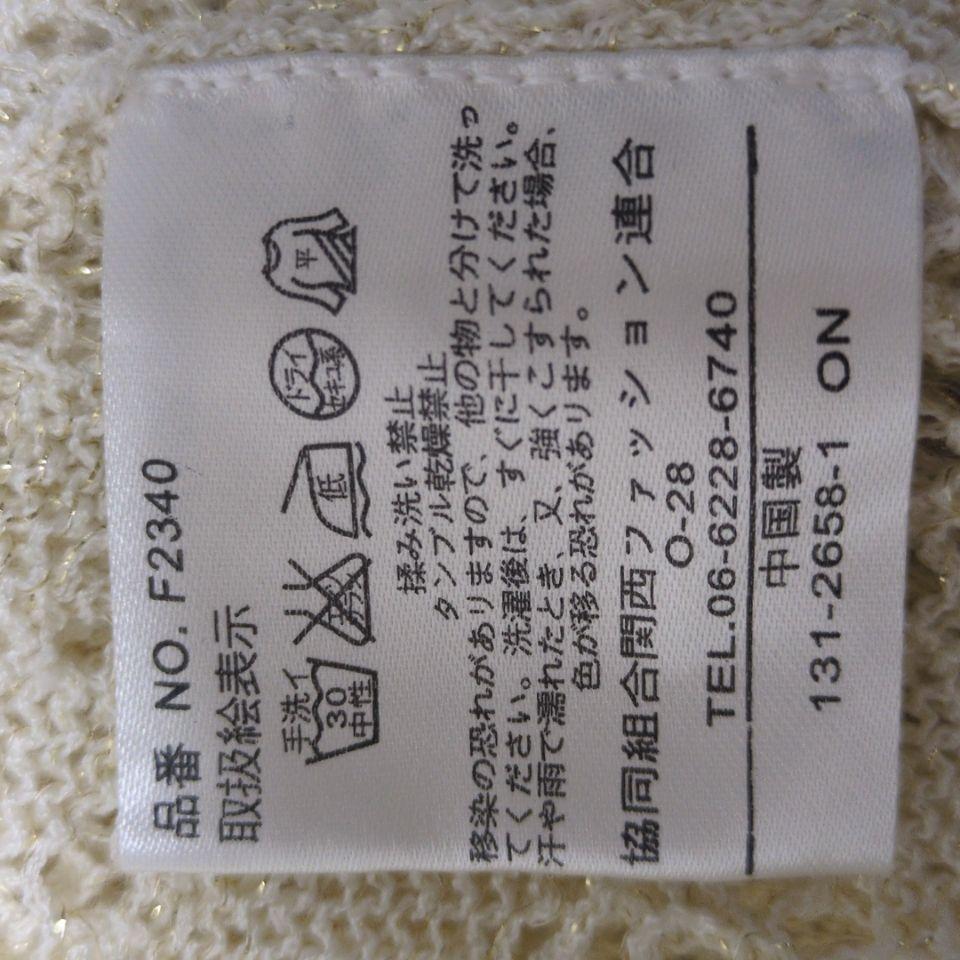 品番 NO. F2340
取扱絵表示
手洗イ
30
中性
エンソ
サラシ
低
ドライ
セキユ系
平
揉み洗い禁止
タンブル乾燥禁止
移染の恐れがありますので、他の物と分けて洗っ
てください。洗濯後は、すぐに干してください。
汗や雨で濡れたとき、又、強くこすられた場合、
色が移る恐れがあります。
協同組合関西ファッション連合
O-28
TEL.06-6228-6740
中国製
131-2658-1 ON